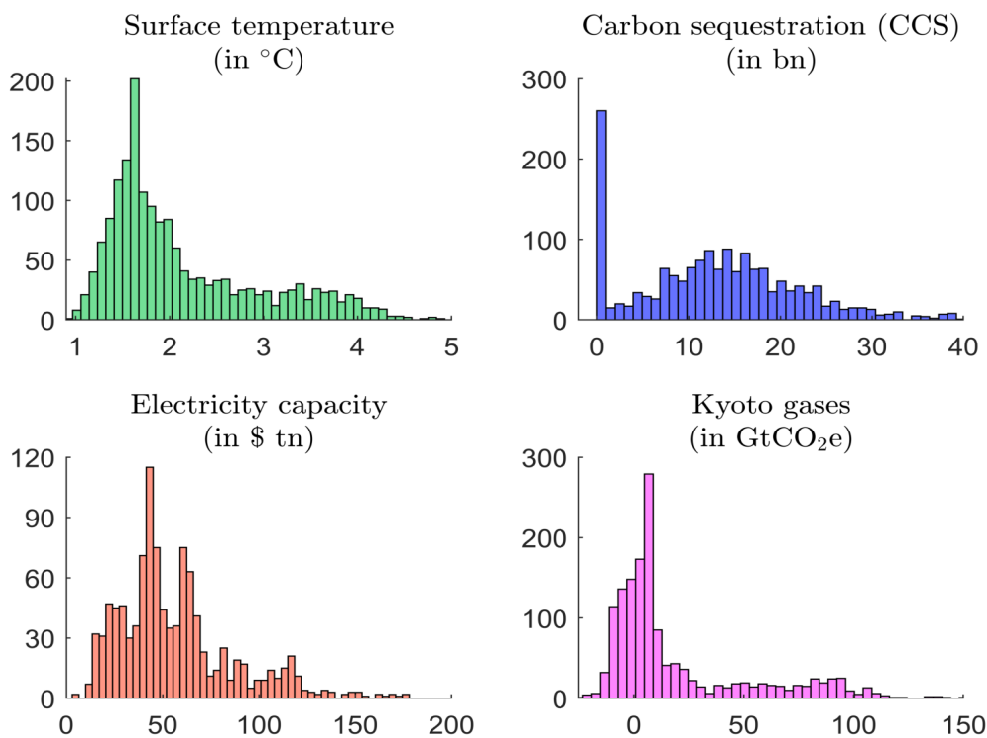 Surface temperature
(in °C)
200
150
100
50
0
1 2 3 4 5
Carbon sequestration (CCS)
(in bn)
300
200
100
0
0 10 20 30 40
Electricity capacity
(in $ tn)
120
90
60
30
0
0 50 100 150 200
Kyoto gases
(in GtCO₂e)
300
200
100
0
0 50 100 150